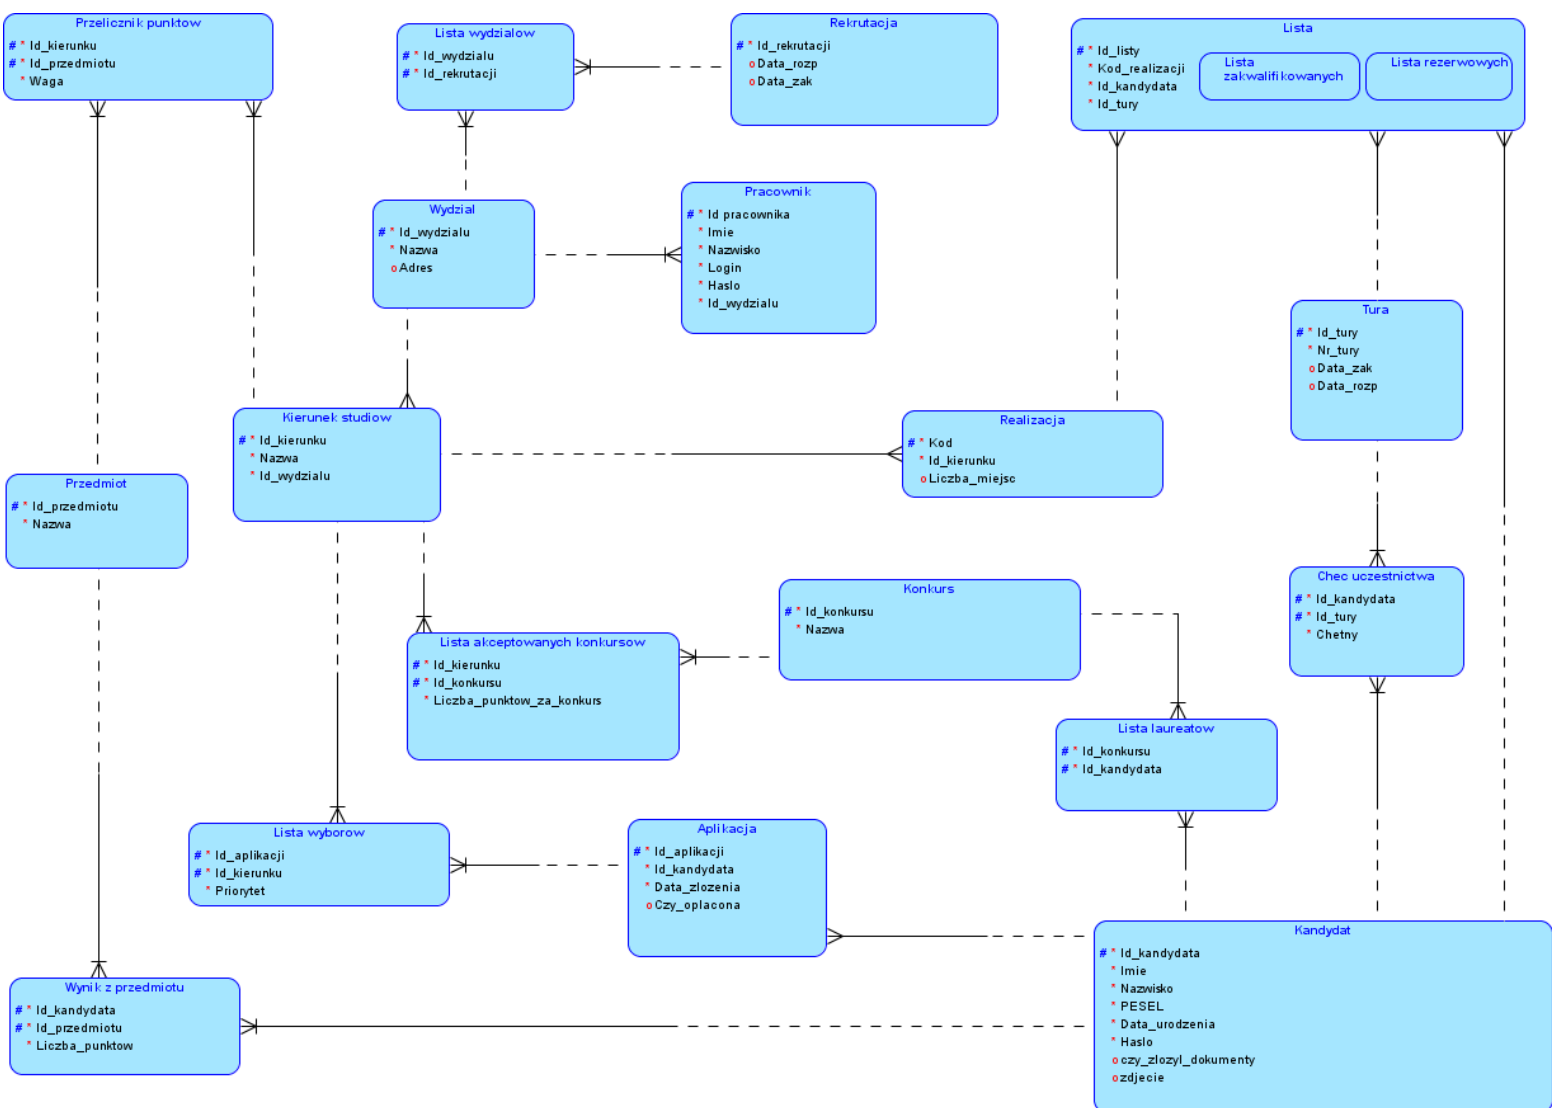 Przelicznik punktow
# * Id_kierunku
# * Id_przedmiotu
* Waga
Lista wydzialow
# * Id_wydzialu
# * Id_rekrutacji
Rekrutacja
# * Id_rekrutacji
o Data_rozp
o Data_zak
Lista
# * Id_listy
* Kod_realizacji
* Id_kandydata
* Id_tury
Lista
zakwalifikowanych
Lista rezerwowych
Wydzial
# * Id_wydzialu
* Nazwa
o Adres
Pracownik
# * Id pracownika
* Imie
* Nazwisko
* Login
* Haslo
* Id_wydzialu
Tura
# * Id_tury
* Nr_tury
o Data_zak
o Data_rozp
Kierunek studiow
# * Id_kierunku
* Nazwa
* Id_wydzialu
Realizacja
# * Kod
* Id_kierunku
o Liczba_miejsc
Przedmiot
# * Id_przedmiotu
* Nazwa
Konkurs
# * Id_konkursu
* Nazwa
Chec uczestnictwa
# * Id_kandydata
# * Id_tury
* Chetny
Lista akceptowanych konkursow
# * Id_kierunku
# * Id_konkursu
* Liczba_punktow_za_konkurs
Lista laureatow
# * Id_konkursu
# * Id_kandydata
Lista wyborow
# * Id_aplikacji
# * Id_kierunku
* Priorytet
Aplikacja
# * Id_aplikacji
* Id_kandydata
* Data_zlozenia
o Czy_oplacona
Kandydat
# * Id_kandydata
* Imie
* Nazwisko
* PESEL
* Data_urodzenia
* Haslo
o czy_zlozyl_dokumenty
o zdjecie
Wynik z przedmiotu
# * Id_kandydata
# * Id_przedmiotu
* Liczba_punktow